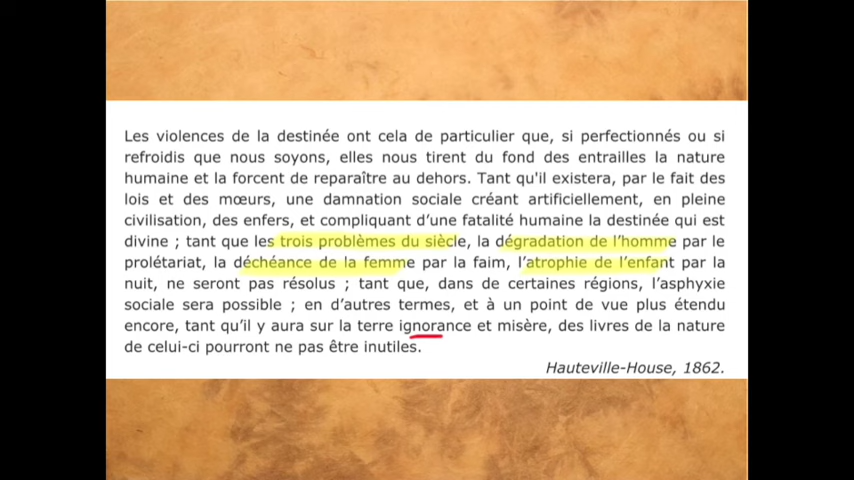 Les violences de la destinée ont cela de particulier que, si perfectionnés ou si
refroidis que nous soyons, elles nous tirent du fond des entrailles la nature
humaine et la forcent de reparaître au dehors. Tant qu'il existera, par le fait des
lois et des mœurs, une damnation sociale créant artificiellement, en pleine
civilisation, des enfers, et compliquant d’une fatalité humaine la destinée qui est
divine ; tant que les trois problèmes du siècle, la dégradation de l’homme par le
prolétariat, la déchéance de la femme par la faim, l’atrophie de l’enfant par la
nuit, ne seront pas résolus ; tant que, dans de certaines régions, l’asphyxie
sociale sera possible ; en d’autres termes, et à un point de vue plus étendu
encore, tant qu’il y aura sur la terre ignorance et misère, des livres de la nature
de celui-ci pourront ne pas être inutiles.
Hauteville-House, 1862.